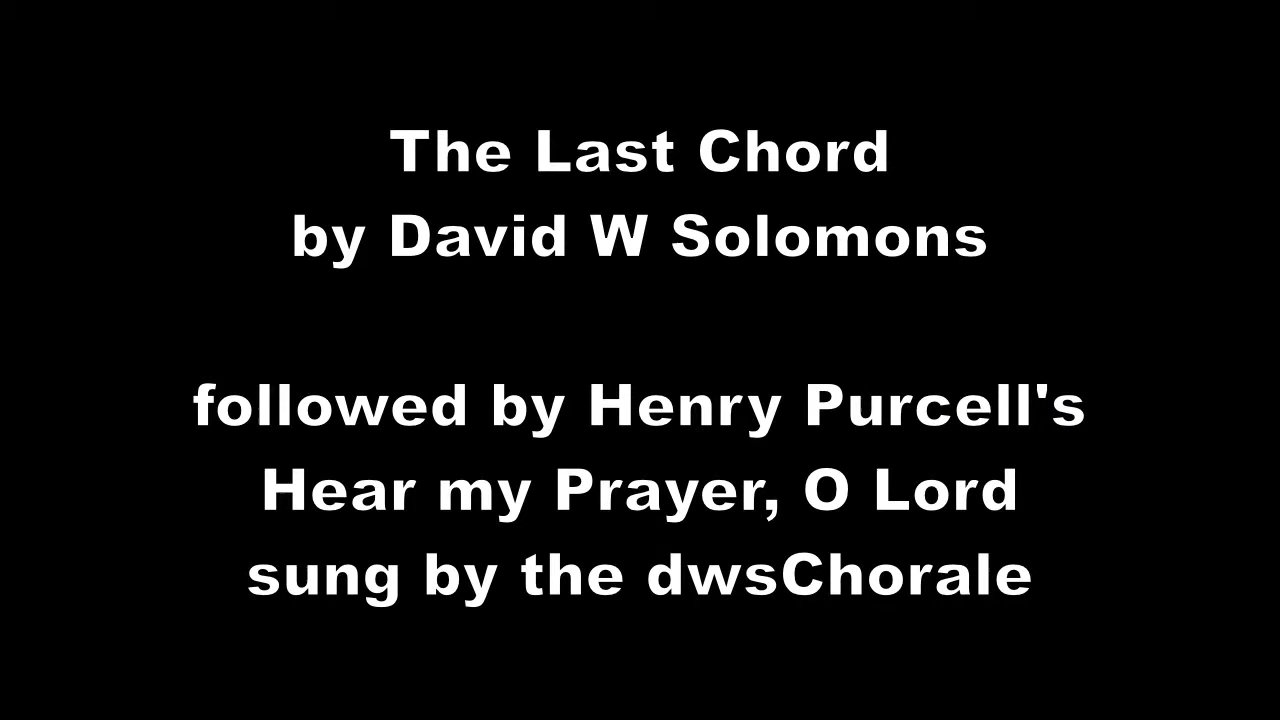 The Last Chord
by David W Solomons
followed by Henry Purcell's
Hear my Prayer, O Lord
sung by the dwsChorale